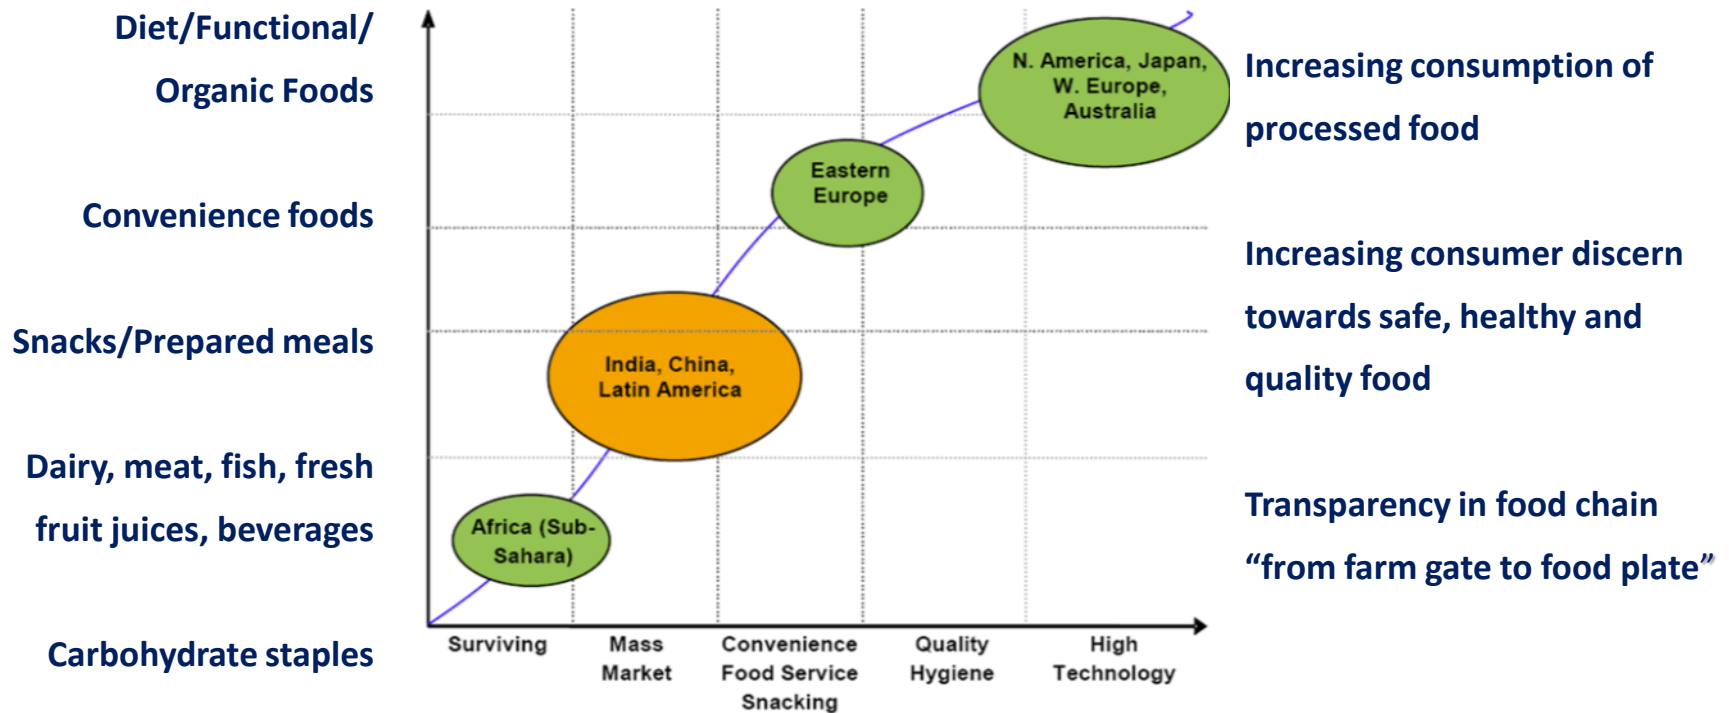 Diet/Functional/
Organic Foods
Convenience foods
Snacks/Prepared meals
Dairy, meat, fish, fresh
fruit juices, beverages
Carbohydrate staples
N. America, Japan,
W. Europe,
Australia
Eastern
Europe
India, China,
Latin America
Africa (Sub-
Sahara)
Surviving
Mass
Market
Convenience
Food Service
Snacking
Quality
Hygiene
High
Technology
Increasing consumption of
processed food
Increasing consumer discern
towards safe, healthy and
quality food
Transparency in food chain
“from farm gate to food plate”